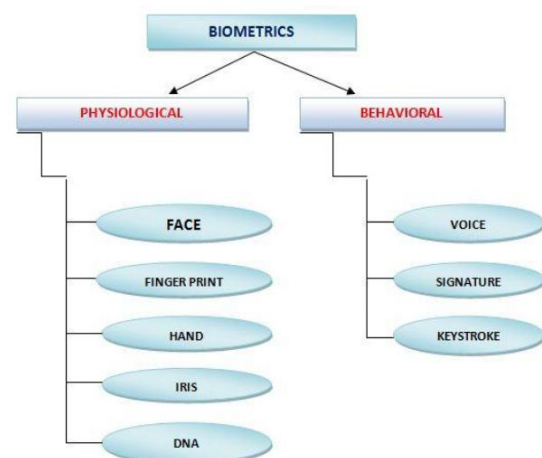 BIOMETRICS
PHYSIOLOGICAL
BEHAVIORAL
FACE
FINGER PRINT
HAND
IRIS
DNA
VOICE
SIGNATURE
KEYSTROKE